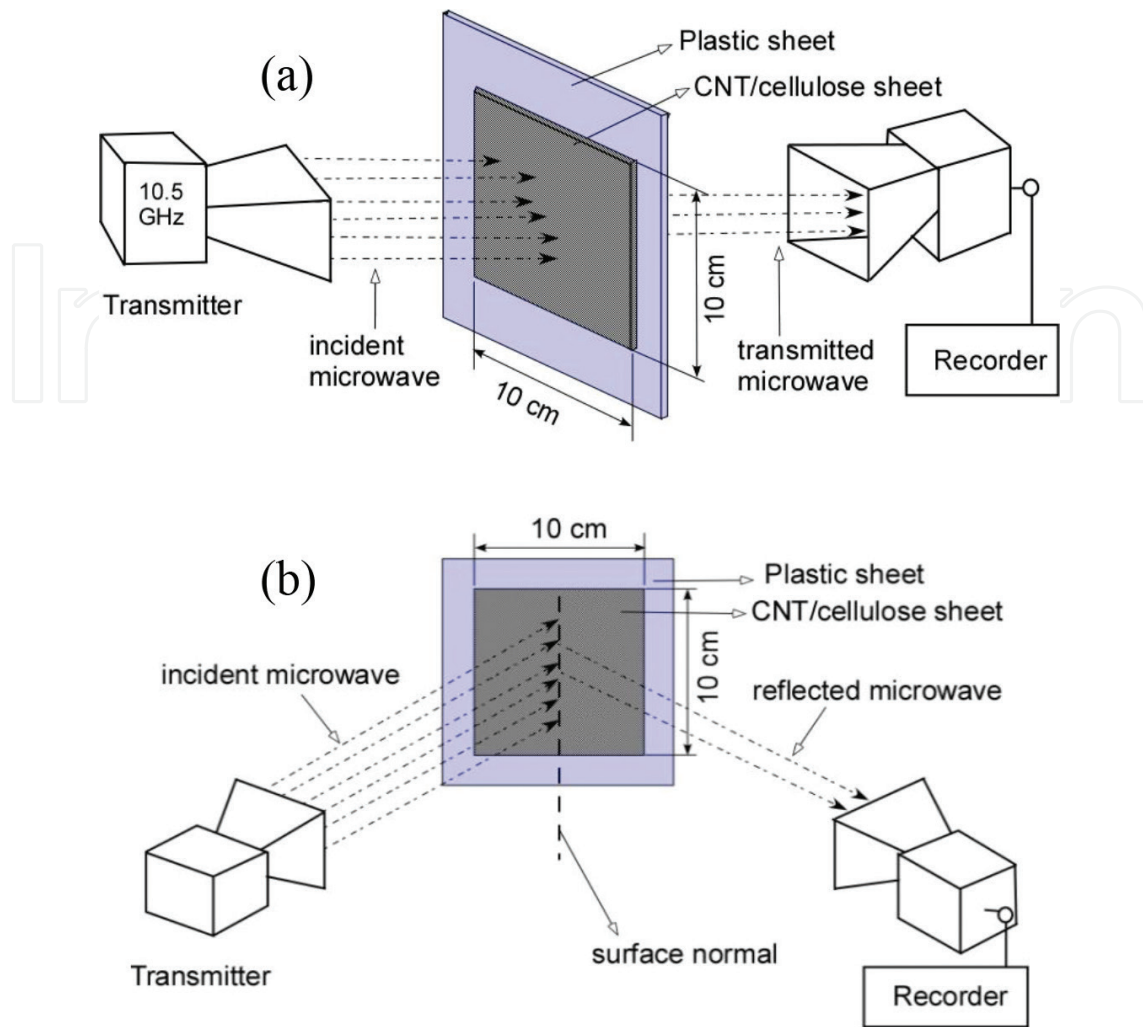 (a)
Plastic sheet
CNT/cellulose sheet
10.5
GHz
Transmitter
incident
microwave
10 cm
10 cm
transmitted
microwave
Recorder
(b)
10 cm
Plastic sheet
CNT/cellulose sheet
incident microwave
10 cm
reflected microwave
surface normal
Transmitter
Recorder